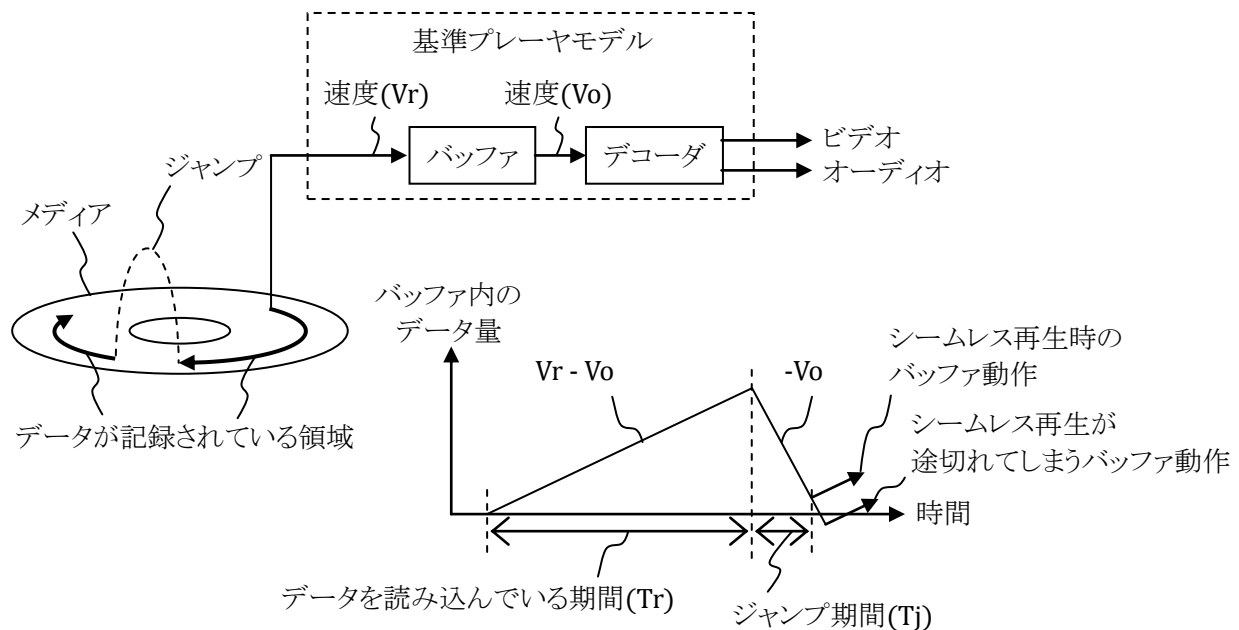 基準プレーヤモデル
速度(Vr)
速度(Vo)
バッファ
デコーダ
ビデオ
オーディオ
ジャンプ
メディア
データが記録されている領域
バッファ内の
データ量
Vr - Vo
-Vo
シームレス再生時の
バッファ動作
シームレス再生が
途切れてしまうバッファ動作
時間
データを読み込んでいる期間(Tr)
ジャンプ期間(Tj)